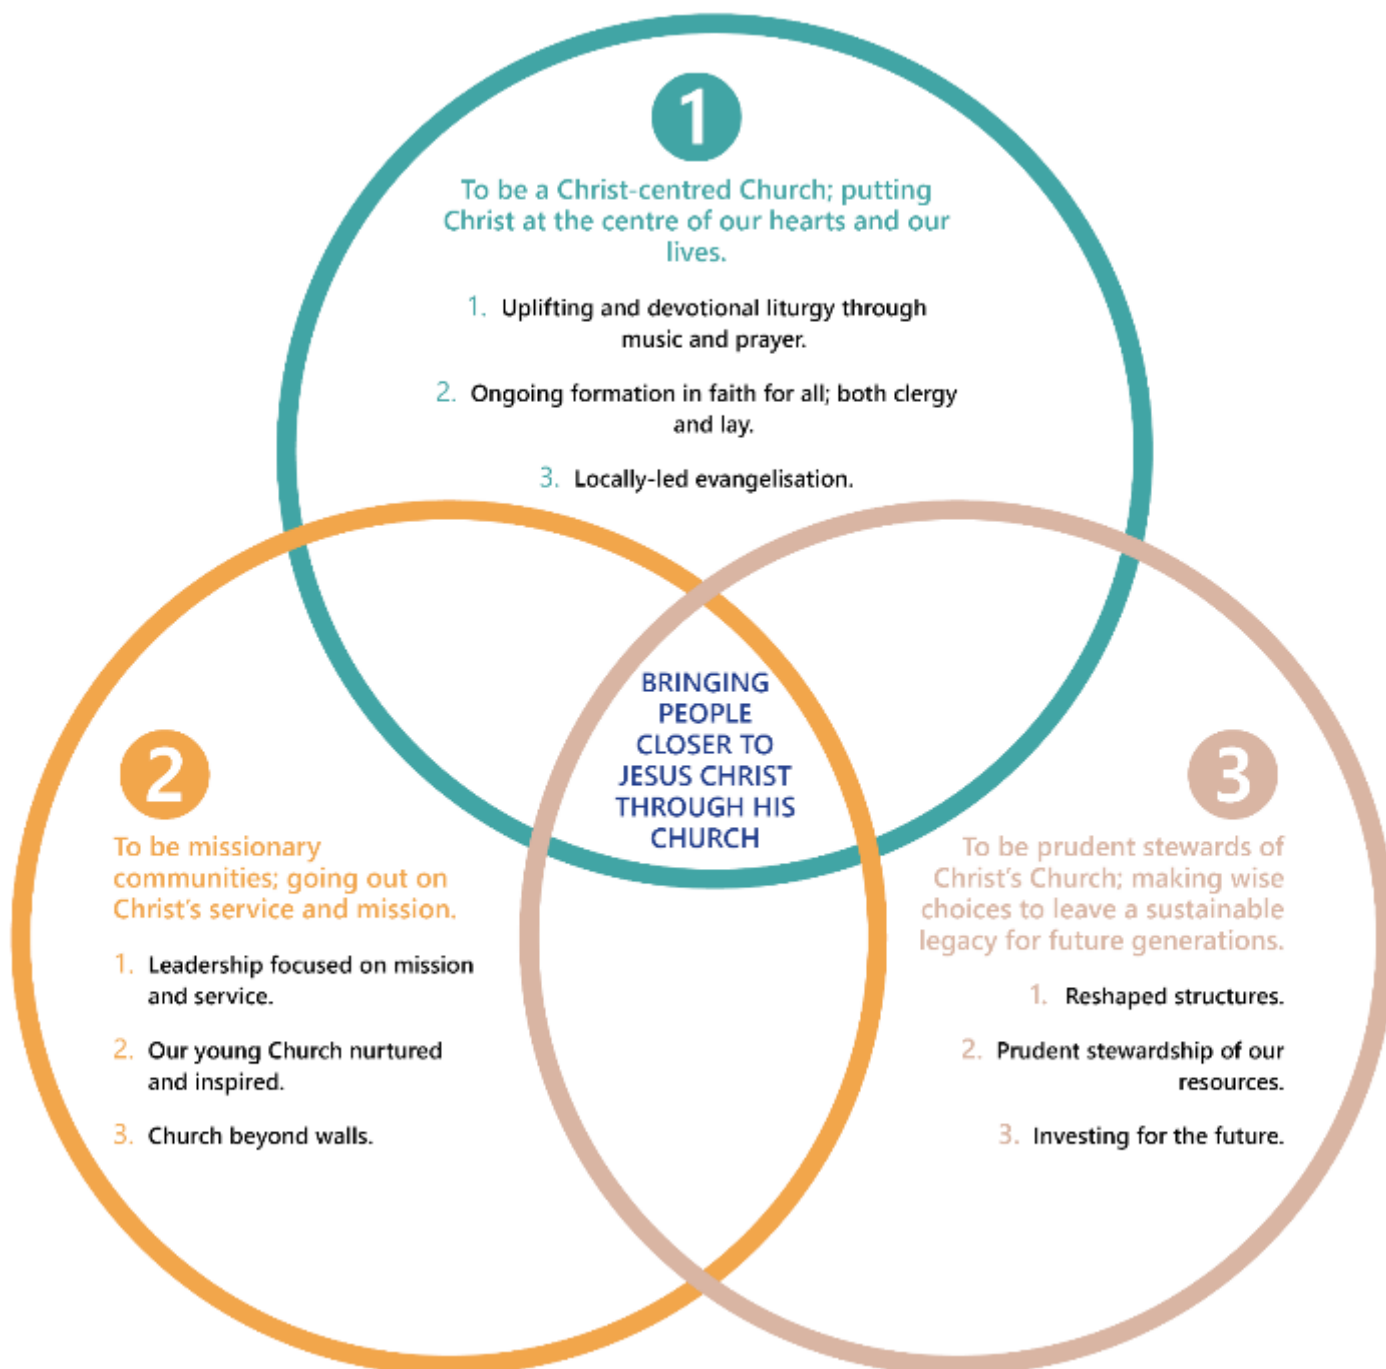 1
To be a Christ-centred Church; putting
Christ at the centre of our hearts and our
lives.
1. Uplifting and devotional liturgy through
music and prayer.
2. Ongoing formation in faith for all; both clergy
and lay.
3. Locally-led evangelisation.
BRINGING
PEOPLE
CLOSER TO
JESUS CHRIST
THROUGH HIS
CHURCH
2
To be missionary
communities; going out on
Christ's service and mission.
1. Leadership focused on mission
and service.
2. Our young Church nurtured
and inspired.
3. Church beyond walls.
3
To be prudent stewards of
Christ's Church; making wise
choices to leave a sustainable
legacy for future generations.
1. Reshaped structures.
2. Prudent stewardship of our
resources.
3. Investing for the future.